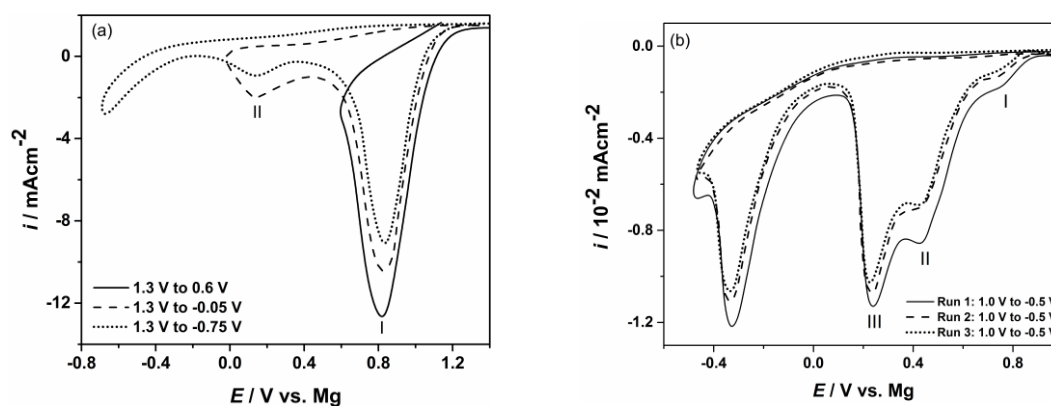 (a)
0
-4
-8
-12
i / mAcm⁻²
II
I
1.3 V to 0.6 V
1.3 V to -0.05 V
1.3 V to -0.75 V
-0.8 -0.4 0.0 0.4 0.8 1.2
E / V vs. Mg
(b)
0.0
-0.4
-0.8
-1.2
i / 10⁻² mAcm⁻²
I
II
III
Run 1: 1.0 V to -0.5 V
Run 2: 1.0 V to -0.5 V
Run 3: 1.0 V to -0.5 V
-0.4 0.0 0.4 0.8
E / V vs. Mg